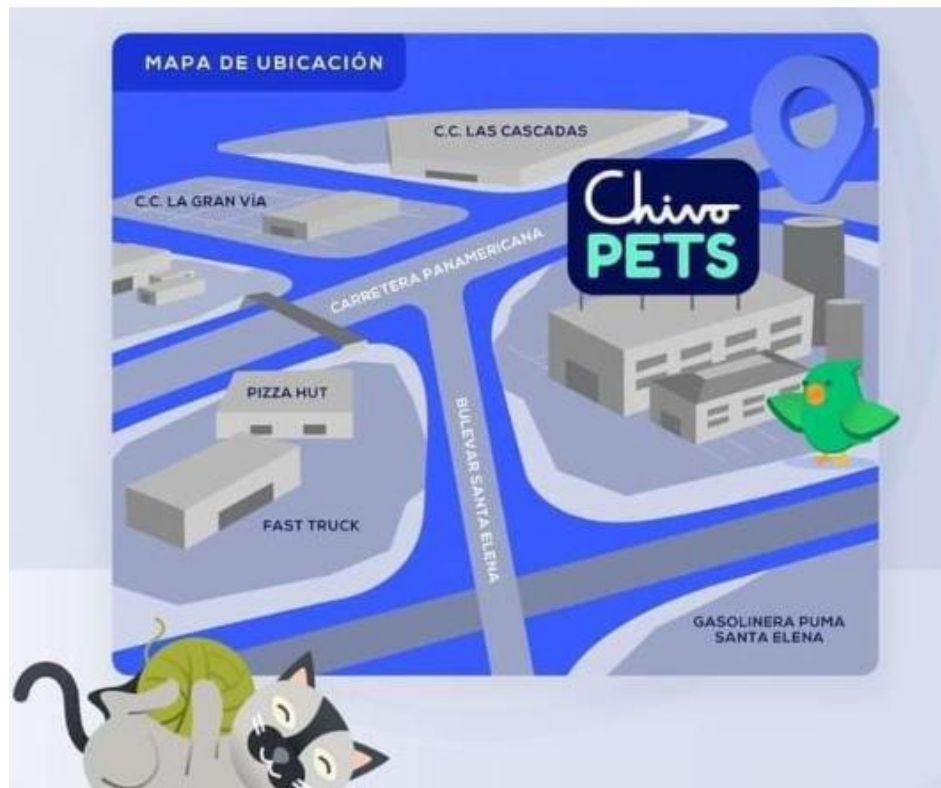 MAPA DE UBICACIÓN
C.C. LAS CASCADAS
C.C. LA GRAN VÍA
Chivo
PETS
CARRETERA PANAMERICANA
PIZZA HUT
BULEVAR SANTA ELENA
FAST TRUCK
GASOLINERA PUMA
SANTA ELENA